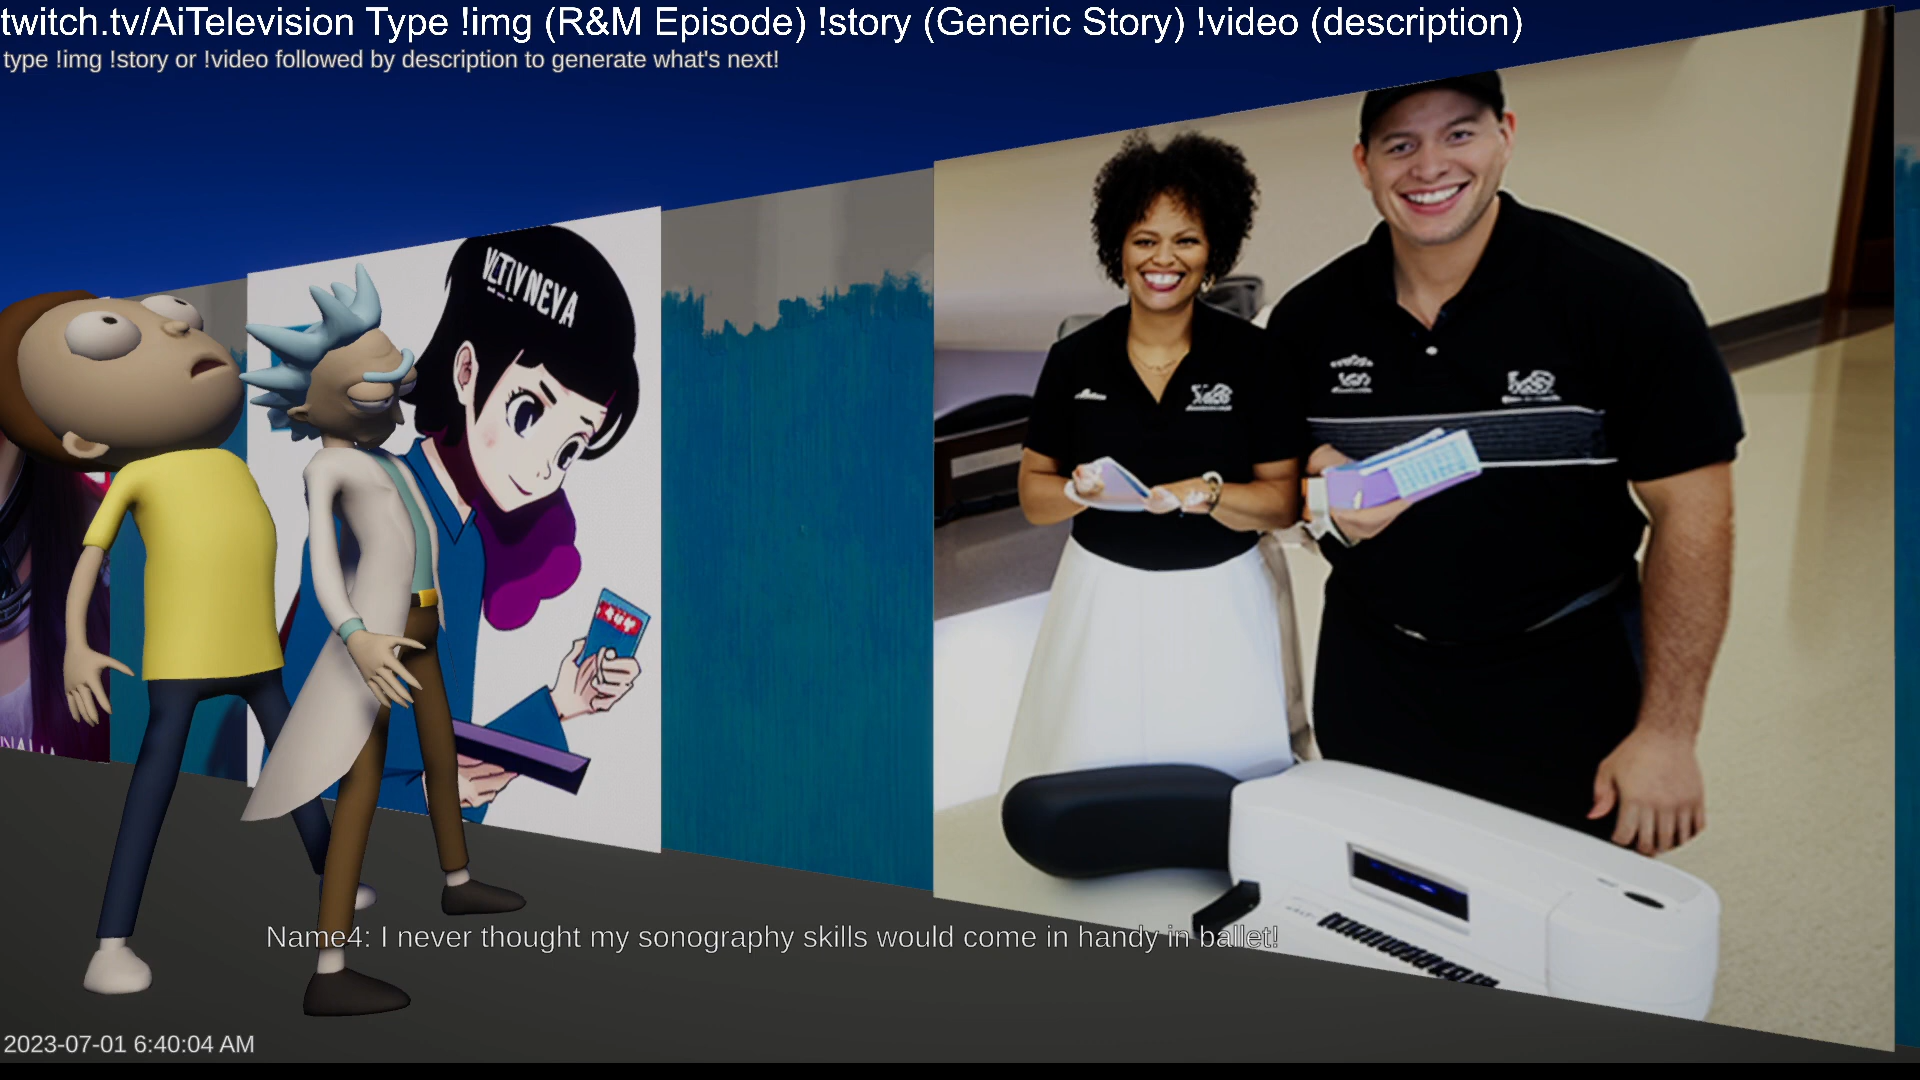 twitch.tv/AiTelevision Type !img (R&M Episode) !story (Generic Story) !video (description)
type !img !story or !video followed by description to generate what's next!
Name4: I never thought my sonography skills would come in handy in ballet!
2023-07-01 6:40:04 AM